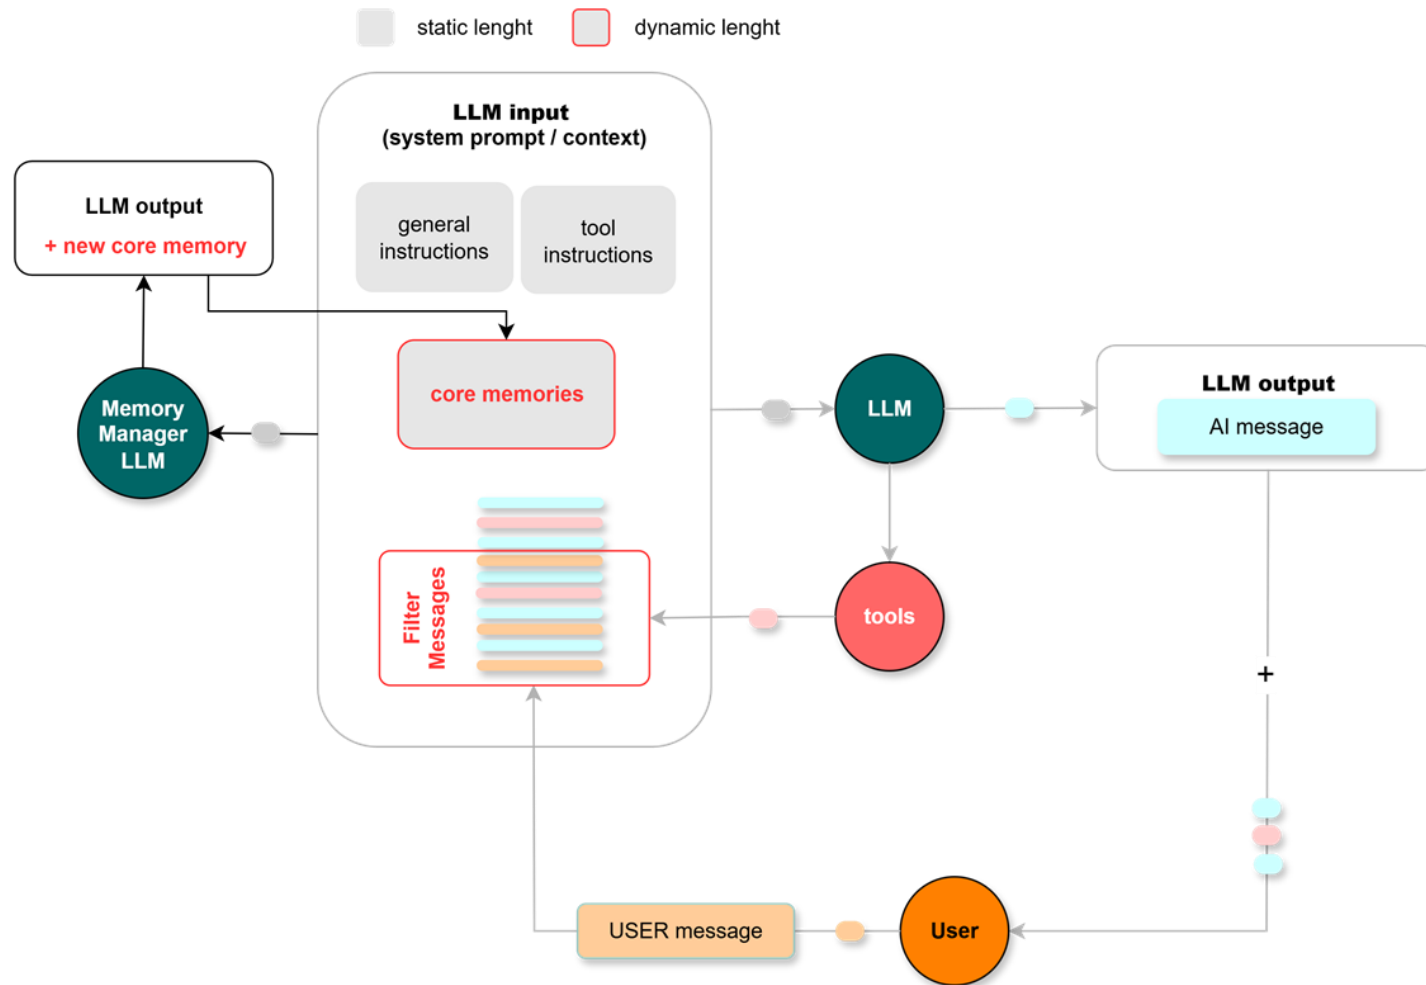 static lenght
dynamic lenght
LLM input
(system prompt / context)
general
instructions
tool
instructions
LLM output
+ new core memory
core memories
Memory
Manager
LLM
LLM
LLM output
AI message
Filter
Messages
tools
+
USER message
User